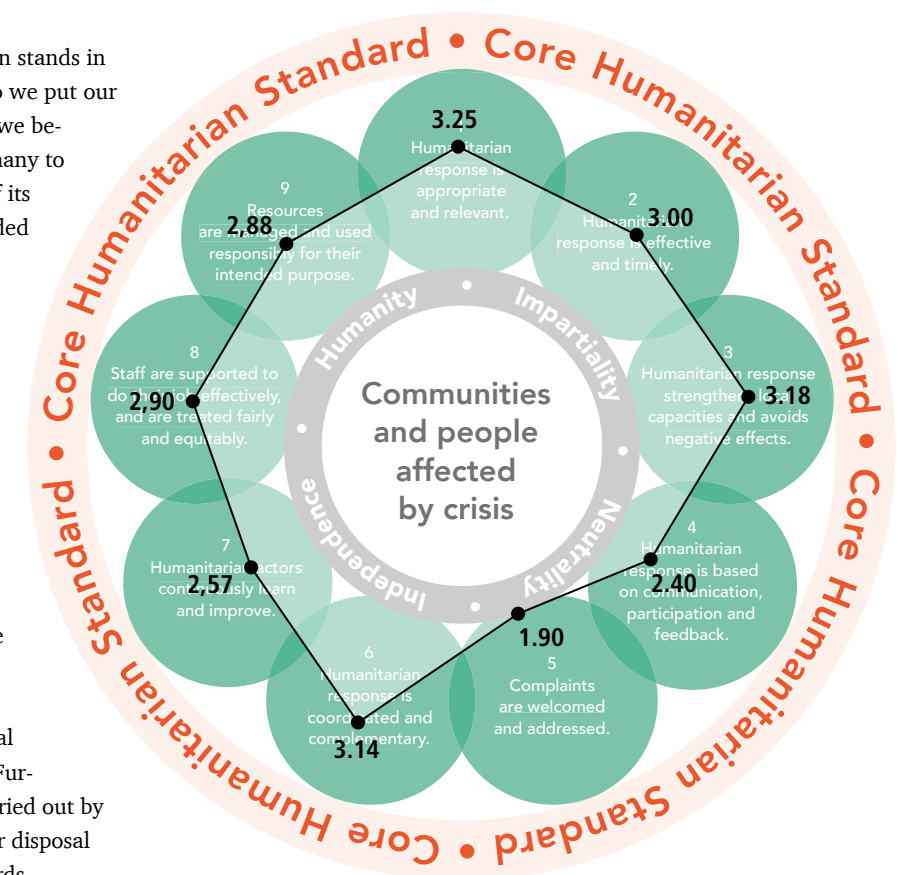 n stands in
we put our
we be-
to
its
ded
e
al
Fur-
ried out by
r disposal
Core Humanitarian Standard • Core Humanitarian Standard • Core Humanitarian Standard • Core Humanitarian Standard •
3.25
Humanitarian
response is
appropriate
and relevant.
2
3.00
Humanitarian
response is effective
and timely.
3
Humanitarian response
strengthens local
3.18
capacities and avoids
negative effects.
4
Humanitarian
response is based
2.40
on communication,
participation and
feedback.
1.90
5
Complaints
are welcomed
and addressed.
6
Humanitarian
response is
coordinated and
complementary.
3.14
7
Humanitarian actors
2,57
continuously learn
and improve.
8
Staff are supported to
do their job effectively,
2,90
and are treated fairly
and equitably.
9
Resources
2,88
are managed and used
responsibly for their
intended purpose.
Humanity • Impartiality • Neutrality • Independence •
Communities
and people
affected
by crisis